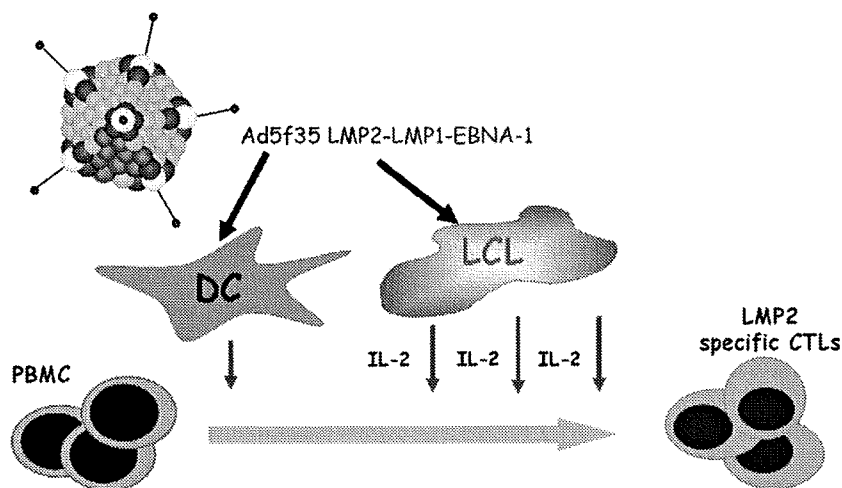 Ad5f35 LMP2-LMP1-EBNA-1
DC
LCL
IL-2 IL-2 IL-2
LMP2
specific CTLs
PBMC